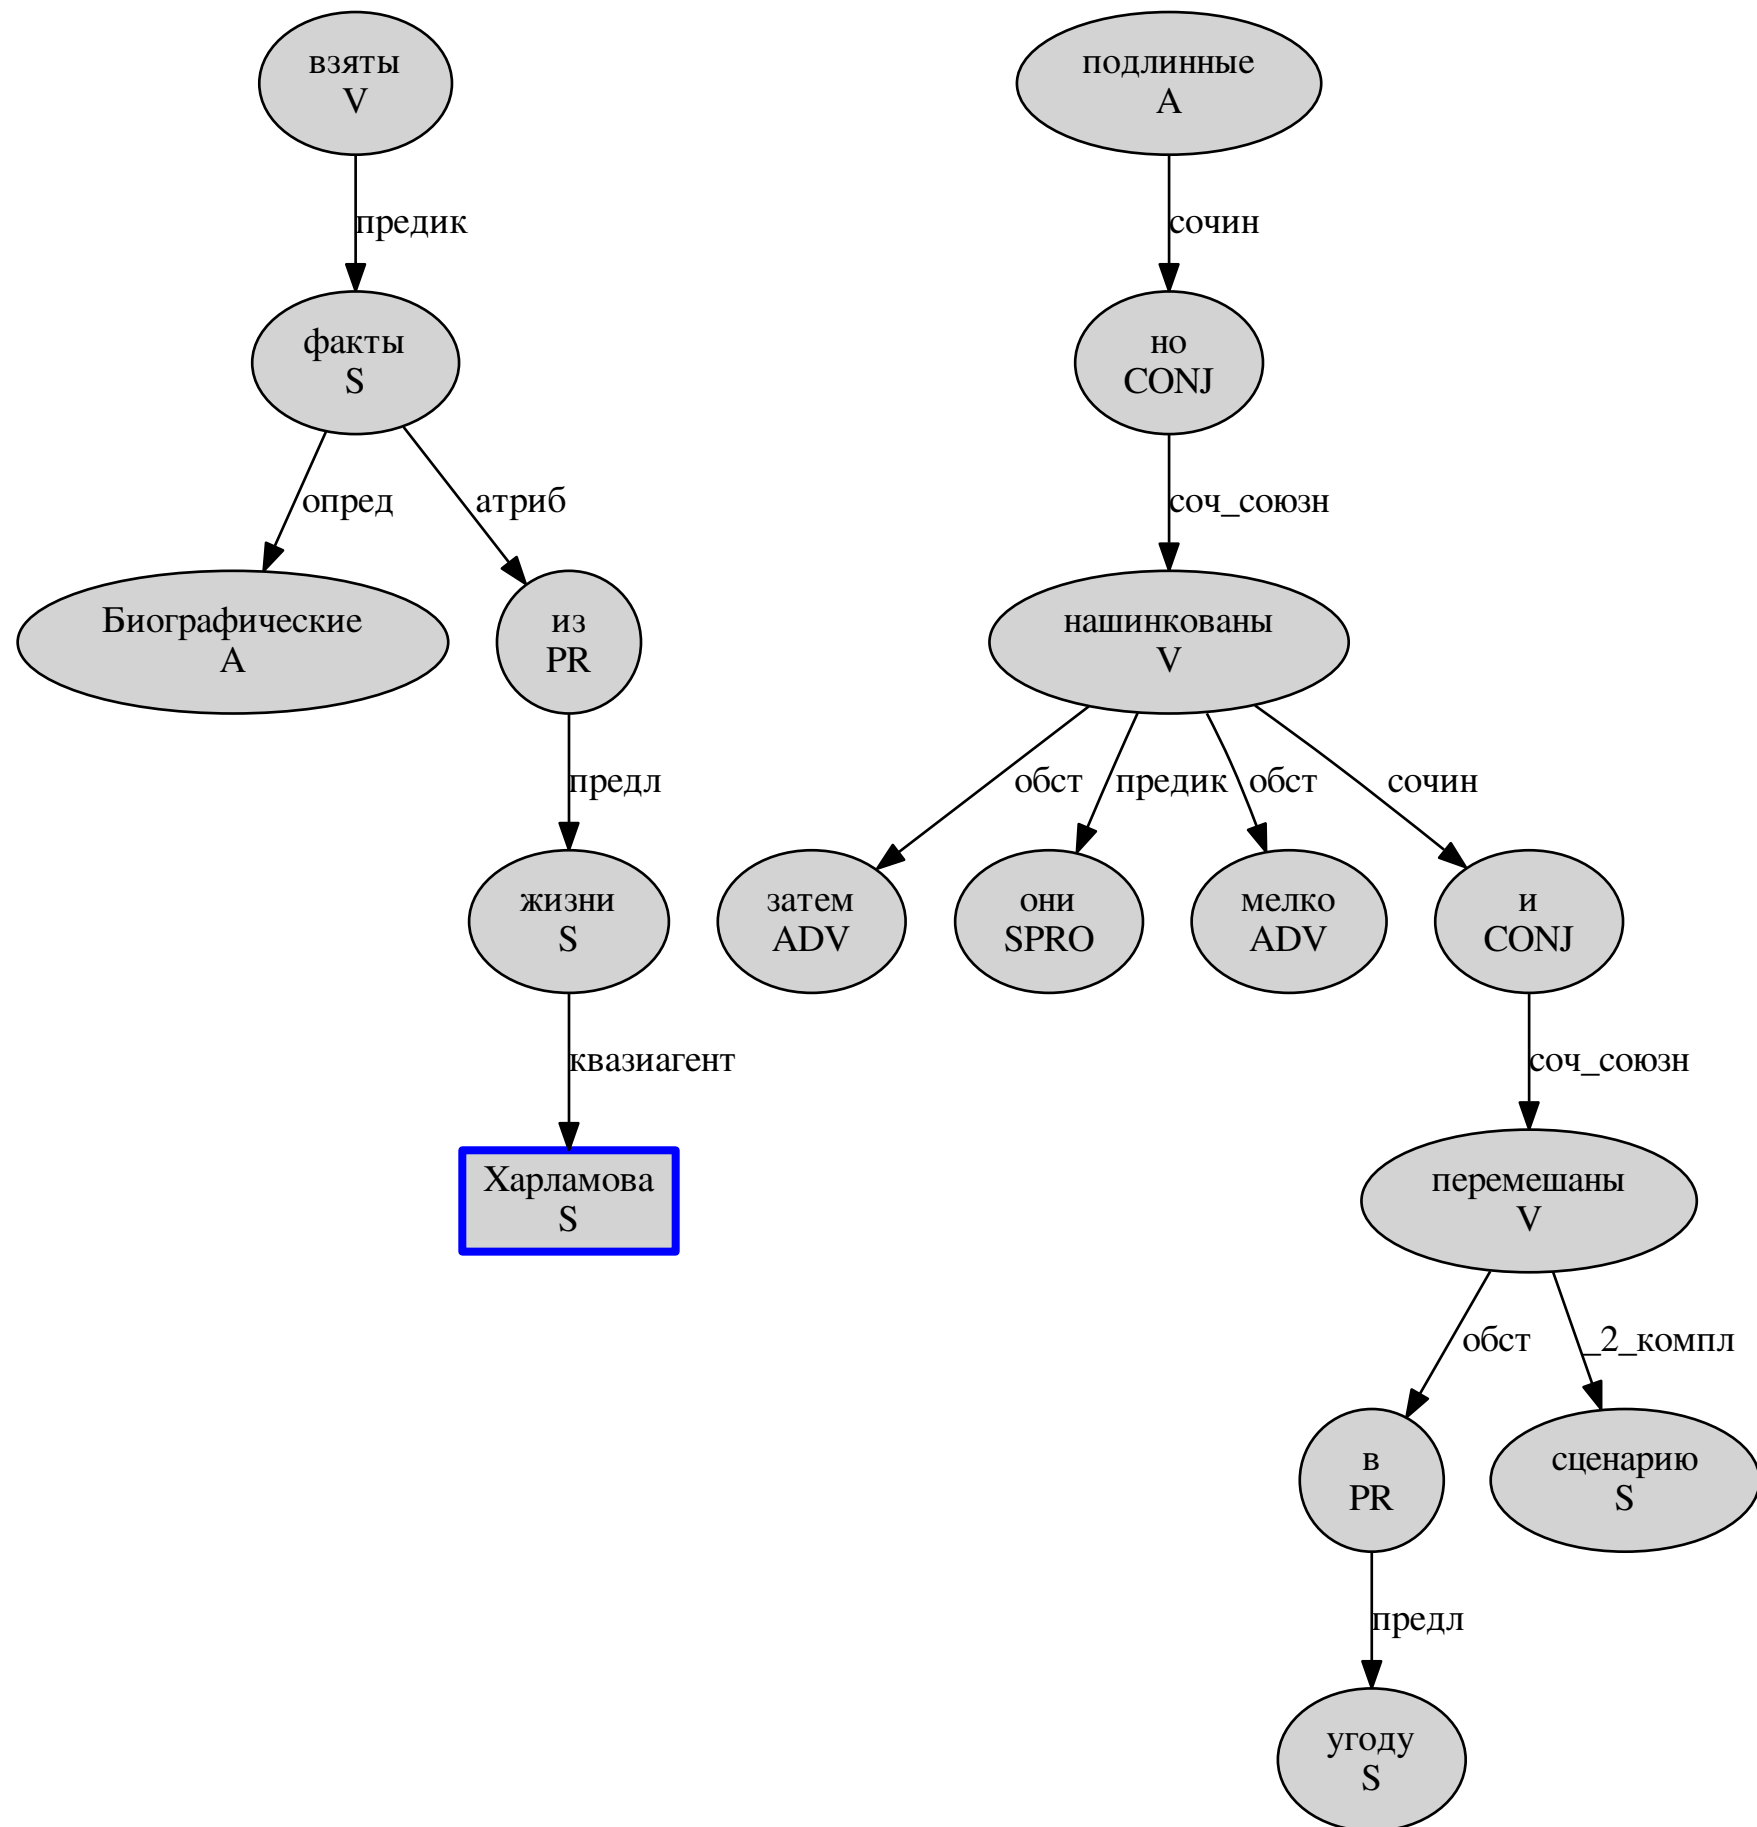 взяты
V
подлинные
A
предик
сочин
факты
S
но
CONJ
опред
атриб
соч_союзн
Биографические
A
из
PR
нашинкованы
V
предл
обст
предик
обст
сочин
жизни
S
затем
ADV
они
SPRO
мелко
ADV
и
CONJ
квазиагент
соч_союзн
Харламова
S
перемешаны
V
обст
_2_компл
в
PR
сценарию
S
предл
угоду
S